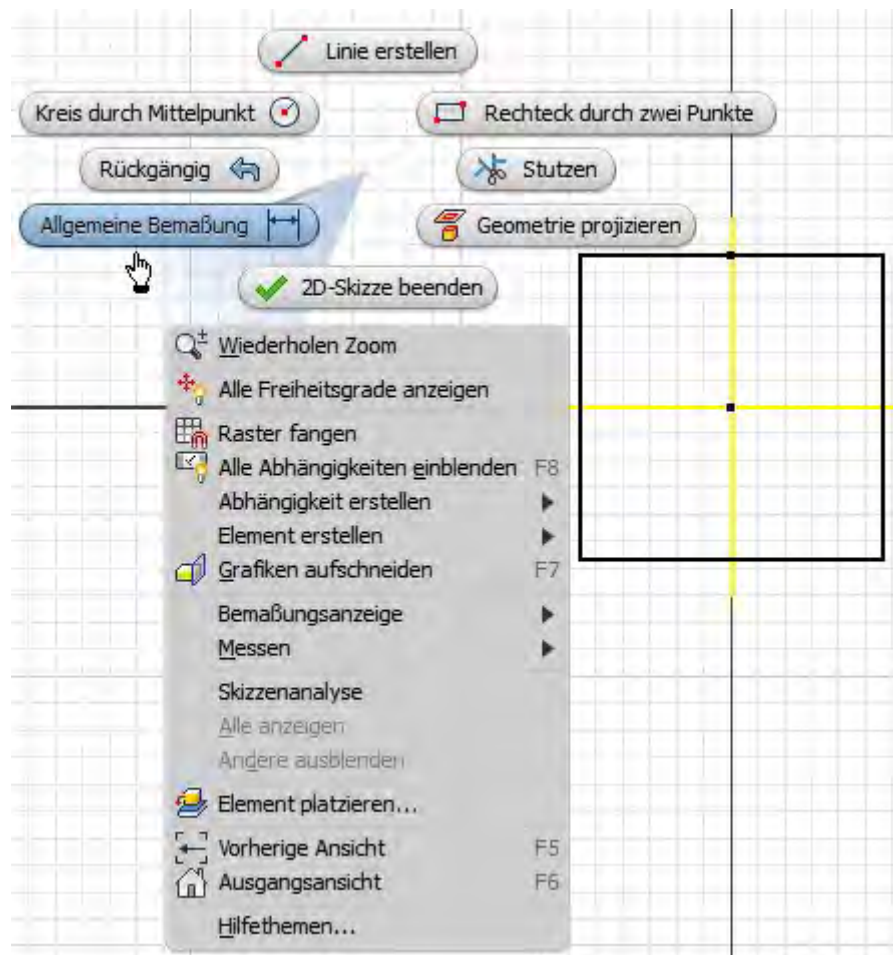 Linie erstellen
Kreis durch Mittelpunkt
Rechteck durch zwei Punkte
Rückgängig
Stutzen
Allgemeine Bemaßung
Geometrie projizieren
2D-Skizze beenden
Wiederholen Zoom
Alle Freiheitsgrade anzeigen
Raster fangen
Alle Abhängigkeiten einblenden F8
Abhängigkeit erstellen
Element erstellen
Grafiken aufschneiden F7
Bemaßungsanzeige
Messen
Skizzenanalyse
Alle anzeigen
Andere ausblenden
Element platzieren...
Vorherige Ansicht F5
Ausgangsansicht F6
Hilfethemen...